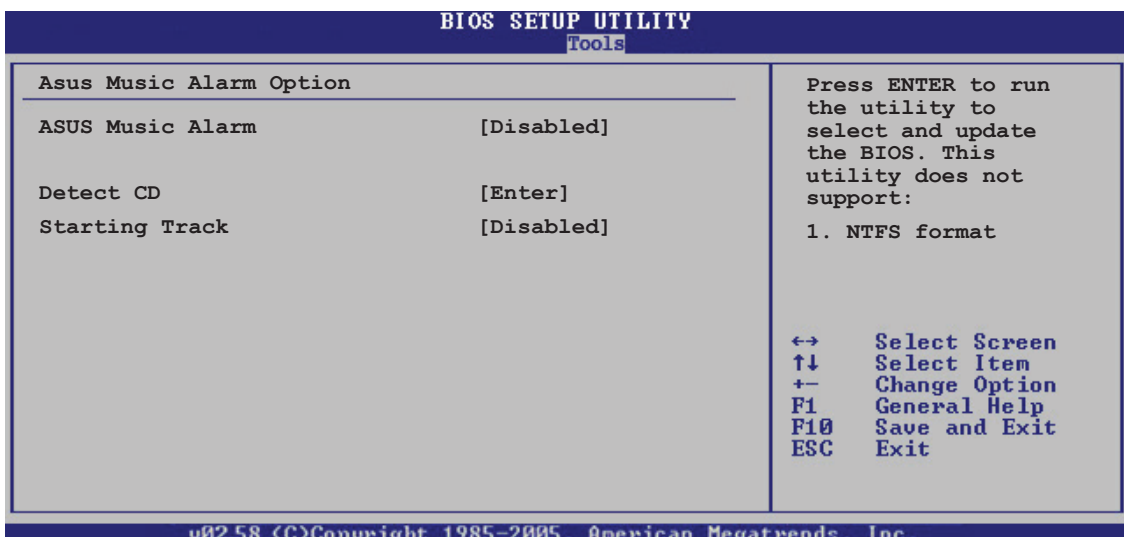 BIOS SETUP UTILITY
Tools
Asus Music Alarm Option
ASUS Music Alarm [Disabled]
Detect CD [Enter]
Starting Track [Disabled]
Press ENTER to run
the utility to
select and update
the BIOS. This
utility does not
support:
1. NTFS format
←→ Select Screen
↑↓ Select Item
+- Change Option
F1 General Help
F10 Save and Exit
ESC Exit
v02.58 (C)Copyright 1985-2005, American Megatrends, Inc.